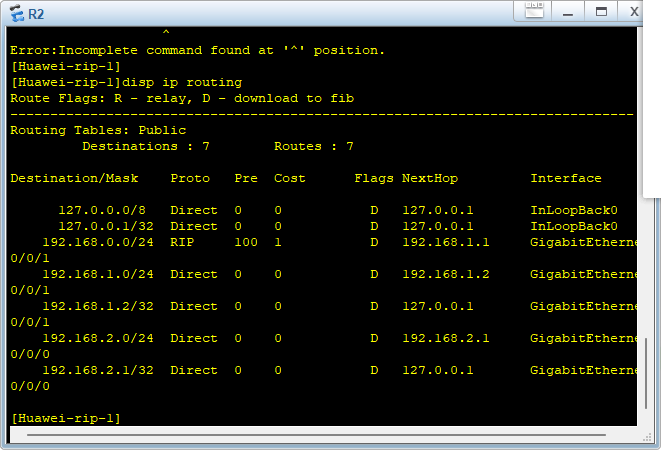 R2
X
^
Error:Incomplete command found at '^' position.
[Huawei-rip-1]
[Huawei-rip-1]disp ip routing
Route Flags: R - relay, D - download to fib
------------------------------------------------------------------------------
Routing Tables: Public
Destinations : 7        Routes : 7
Destination/Mask    Proto   Pre  Cost      Flags NextHop         Interface
127.0.0.0/8   Direct  0    0           D   127.0.0.1       InLoopBack0
127.0.0.1/32  Direct  0    0           D   127.0.0.1       InLoopBack0
192.168.0.0/24  RIP     100  1           D   192.168.1.1     GigabitEtherne
0/0/1
192.168.1.0/24  Direct  0    0           D   192.168.1.2     GigabitEtherne
0/0/1
192.168.1.2/32  Direct  0    0           D   127.0.0.1       GigabitEtherne
0/0/1
192.168.2.0/24  Direct  0    0           D   192.168.2.1     GigabitEtherne
0/0/0
192.168.2.1/32  Direct  0    0           D   127.0.0.1       GigabitEtherne
0/0/0
[Huawei-rip-1]